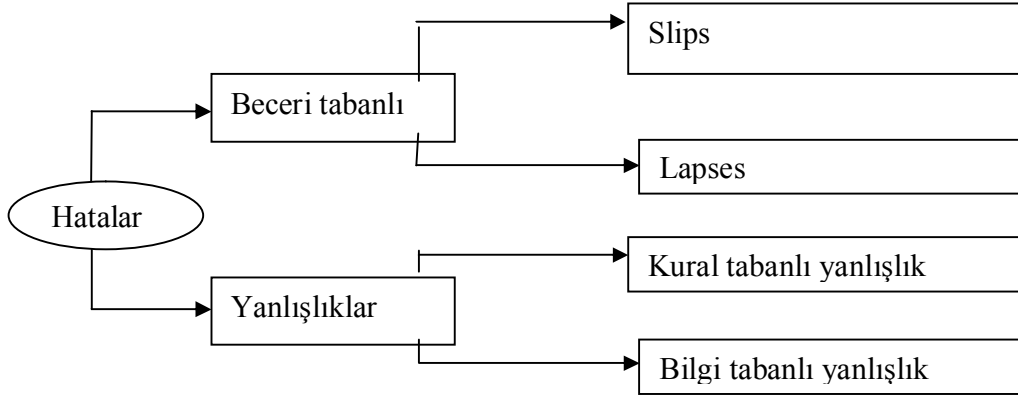 Slips
Beceri tabanlı
Lapses
Hatalar
Kural tabanlı yanlışlık
Yanlışlıklar
Bilgi tabanlı yanlışlık